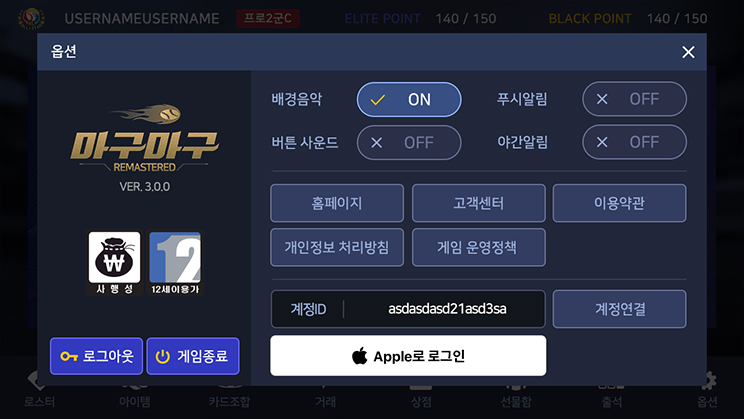 USERNAMEUSERNAME 프로2군C ELITE POINT 140 / 150 BLACK POINT 140 / 150
옵션
마구마구
REMASTERED
VER. 3.0.0
사 행 성
12
12세이용가
로그아웃 게임종료
배경음악 ON 푸시알림 OFF
버튼 사운드 OFF 야간알림 OFF
홈페이지 고객센터 이용약관
개인정보 처리방침 게임 운영정책
계정ID asdasdasd21asd3sa 계정연결
Apple로 로그인
로스터 아이템 카드조합 거래 상점 선물함 출석 옵션